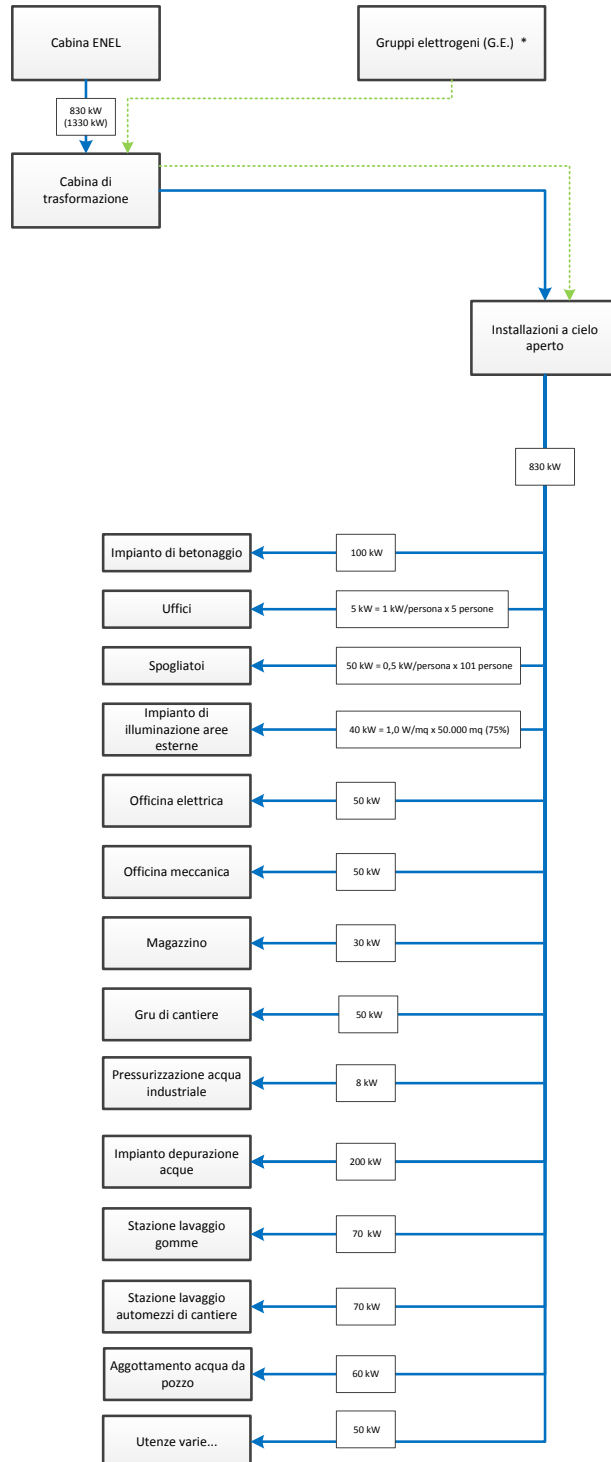 Cabina ENEL
Gruppi elettrogeni (G.E.) *
830 kW
(1330 kW)
Cabina di
trasformazione
Installazioni a cielo
aperto
830 kW
Impianto di betonaggio
100 kW
Uffici
5 kW = 1 kW/persona x 5 persone
Spogliatoi
50 kW = 0,5 kW/persona x 101 persone
Impianto di
illuminazione aree
esterne
40 kW = 1,0 W/mq x 50.000 mq (75%)
Officina elettrica
50 kW
Officina meccanica
50 kW
Magazzino
30 kW
Gru di cantiere
50 kW
Pressurizzazione acqua
industriale
8 kW
Impianto depurazione
acque
200 kW
Stazione lavaggio
gomme
70 kW
Stazione lavaggio
automezzi di cantiere
70 kW
Aggottamento acqua da
pozzo
60 kW
Utenze varie...
50 kW